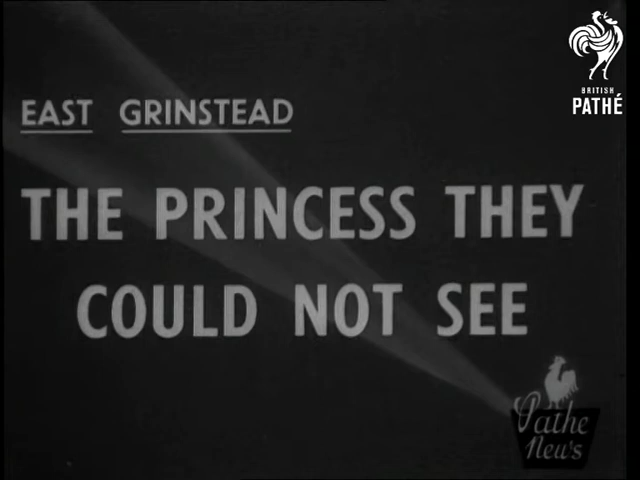 BRITISH
PATHÉ
EAST GRINSTEAD
THE PRINCESS THEY
COULD NOT SEE
Pathe
News